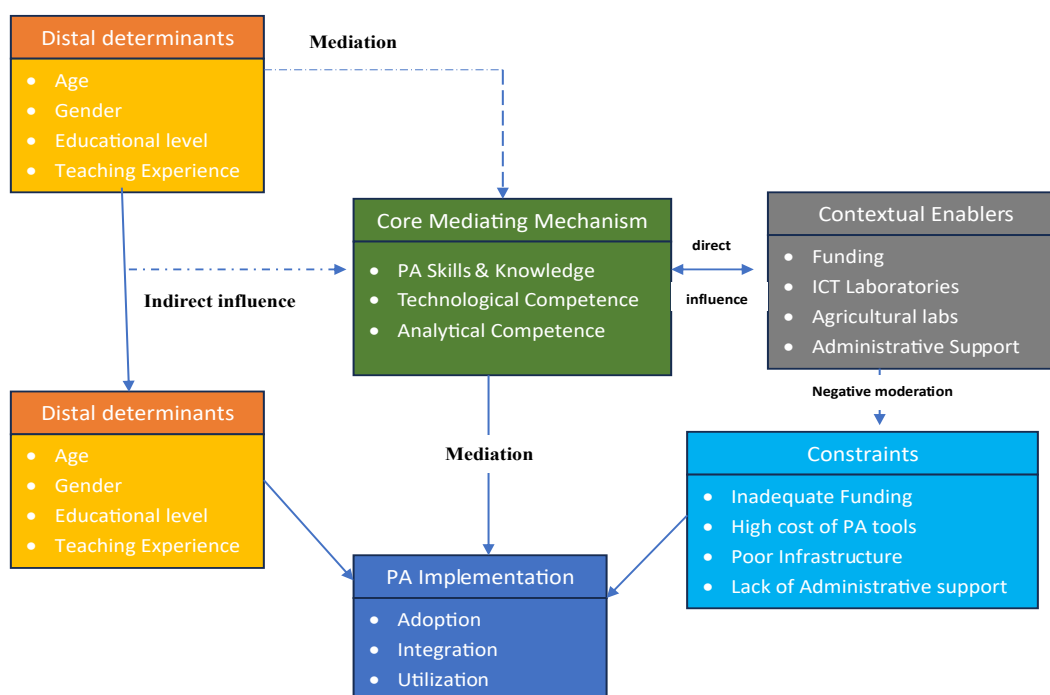 Distal determinants
• Age
• Gender
• Educational level
• Teaching Experience
Mediation
Indirect influence
Core Mediating Mechanism
• PA Skills & Knowledge
• Technological Competence
• Analytical Competence
direct
influence
Contextual Enablers
• Funding
• ICT Laboratories
• Agricultural labs
• Administrative Support
Negative moderation
Distal determinants
• Age
• Gender
• Educational level
• Teaching Experience
Mediation
Constraints
• Inadequate Funding
• High cost of PA tools
• Poor Infrastructure
• Lack of Administrative support
PA Implementation
• Adoption
• Integration
• Utilization